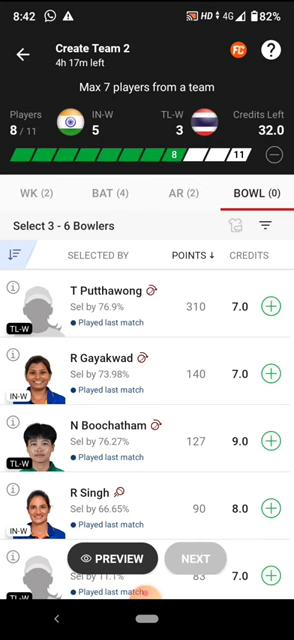 8:42 HD 4G 82%
Create Team 2 FC ?
4h 17m left
Max 7 players from a team
Players IN-W TL-W Credits Left
8 / 11 5 3 32.0
8 11
WK (2) BAT (4) AR (2) BOWL (0)
Select 3 - 6 Bowlers
SELECTED BY POINTS ↓ CREDITS
T Putthawong
Sel by 76.9% 310 7.0
Played last match
TL-W
R Gayakwad
Sel by 73.98% 140 7.0
Played last match
IN-W
N Boochatham
Sel by 76.27% 127 9.0
Played last match
TL-W
R Singh
Sel by 66.65% 90 8.0
Played last match
IN-W
PREVIEW NEXT
Sel by 11.1% 83 7.0
Played last match
TL-W